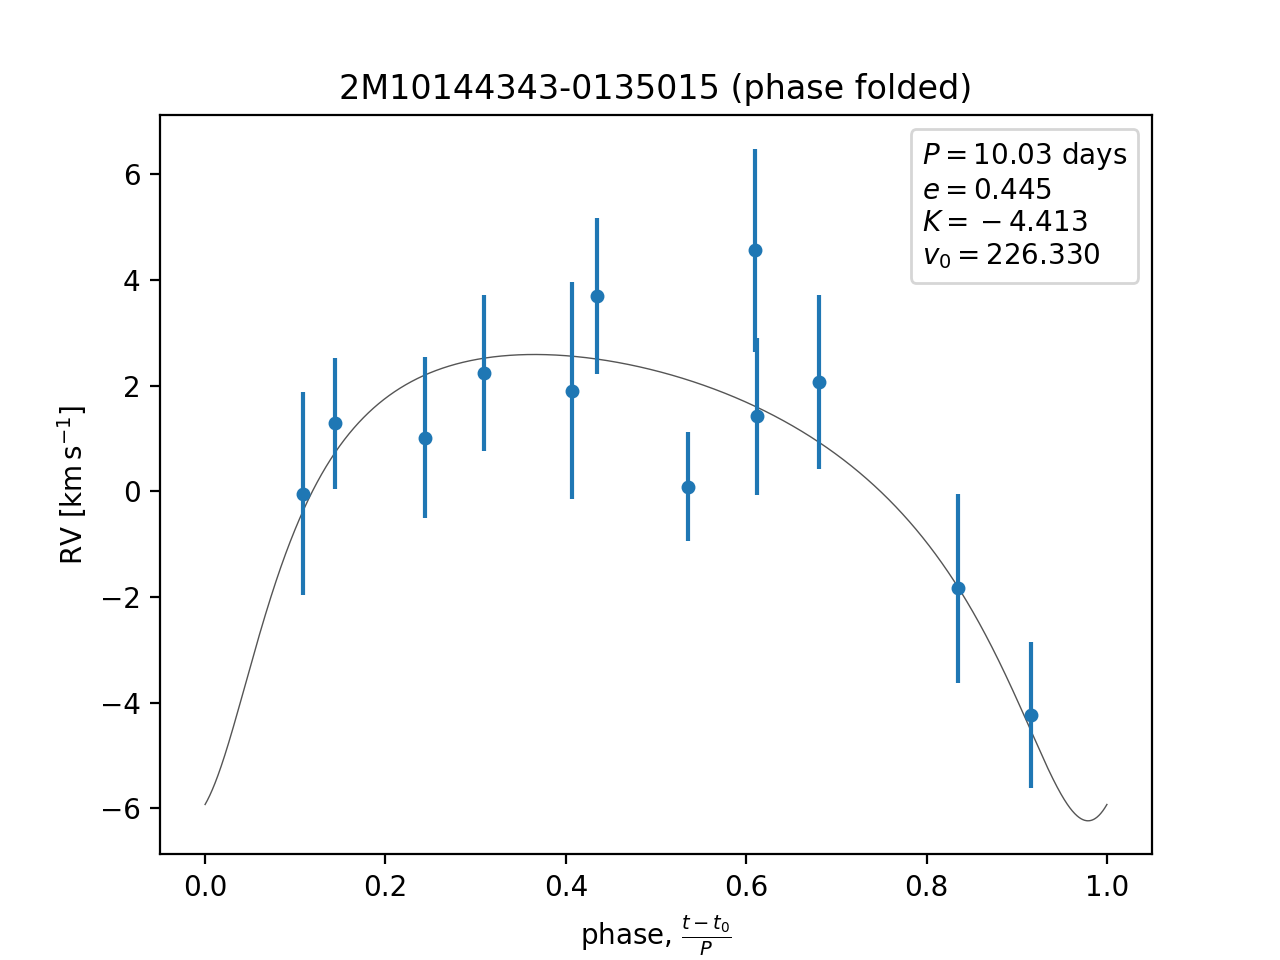 2M10144343-0135015 (phase folded)
P = 10.03 days
e = 0.445
K = −4.413
v₀ = 226.330
RV [km s⁻¹]
6
4
2
0
−2
−4
−6
0.0 0.2 0.4 0.6 0.8 1.0
phase, (t − t₀)/P